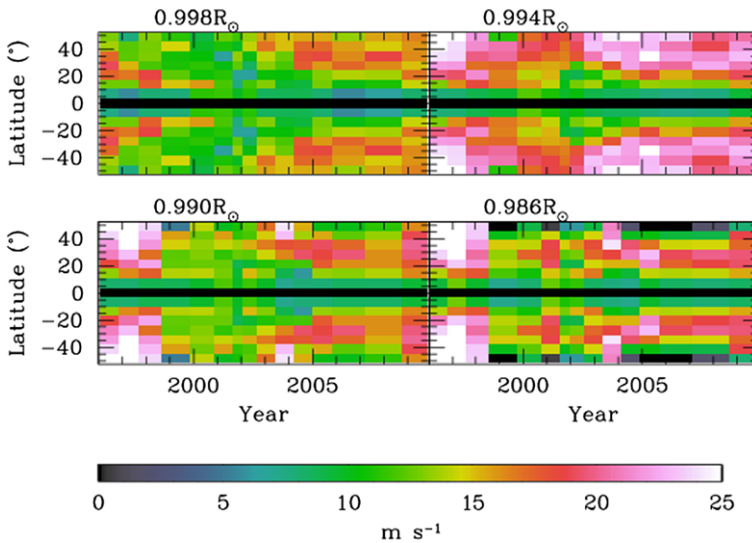 0.998R☉ 0.994R☉
Latitude (°)
40
20
0
−20
−40
0.990R☉ 0.986R☉
Latitude (°)
40
20
0
−20
−40
2000 2005 2000 2005
Year Year
0 5 10 15 20 25
m s⁻¹